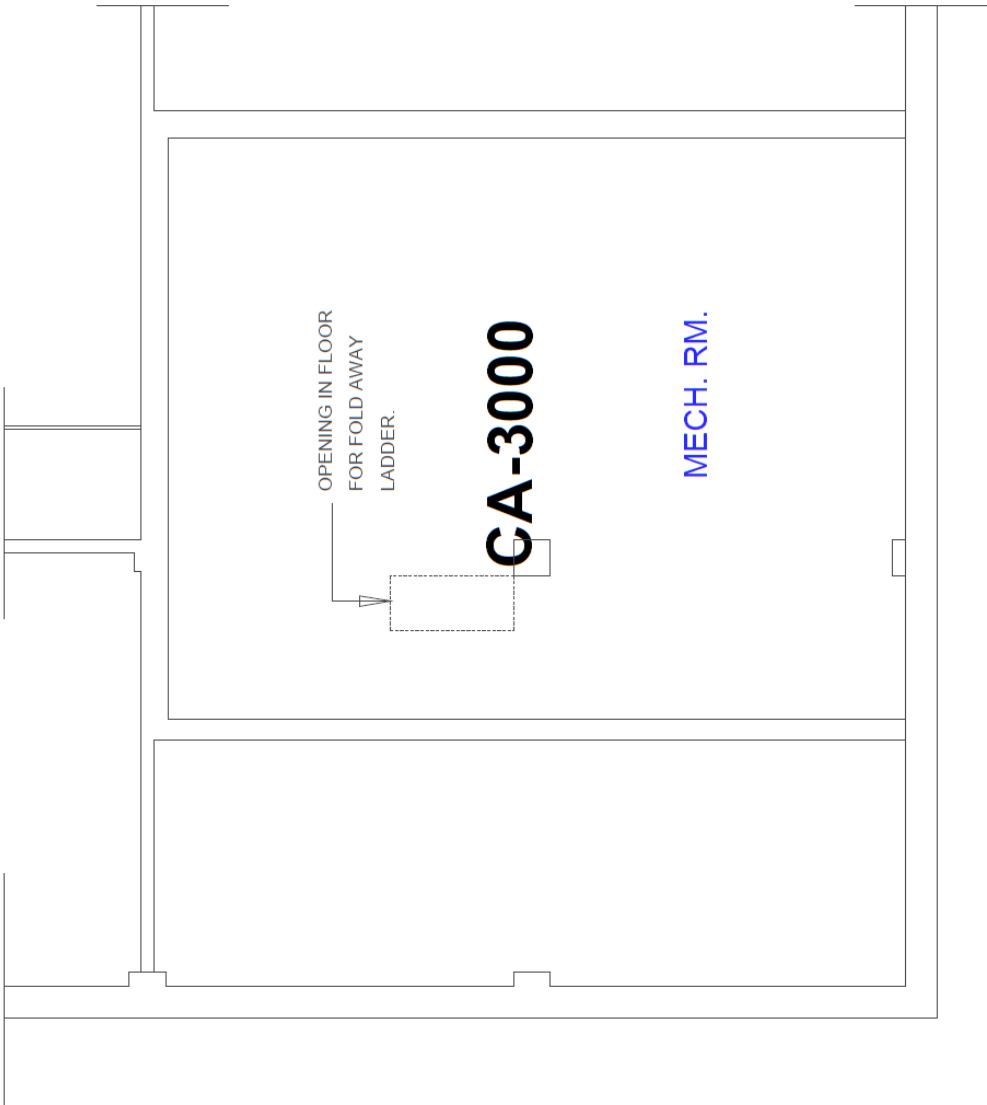 OPENING IN FLOOR
FOR FOLD AWAY
LADDER.
CA-3000
MECH. RM.